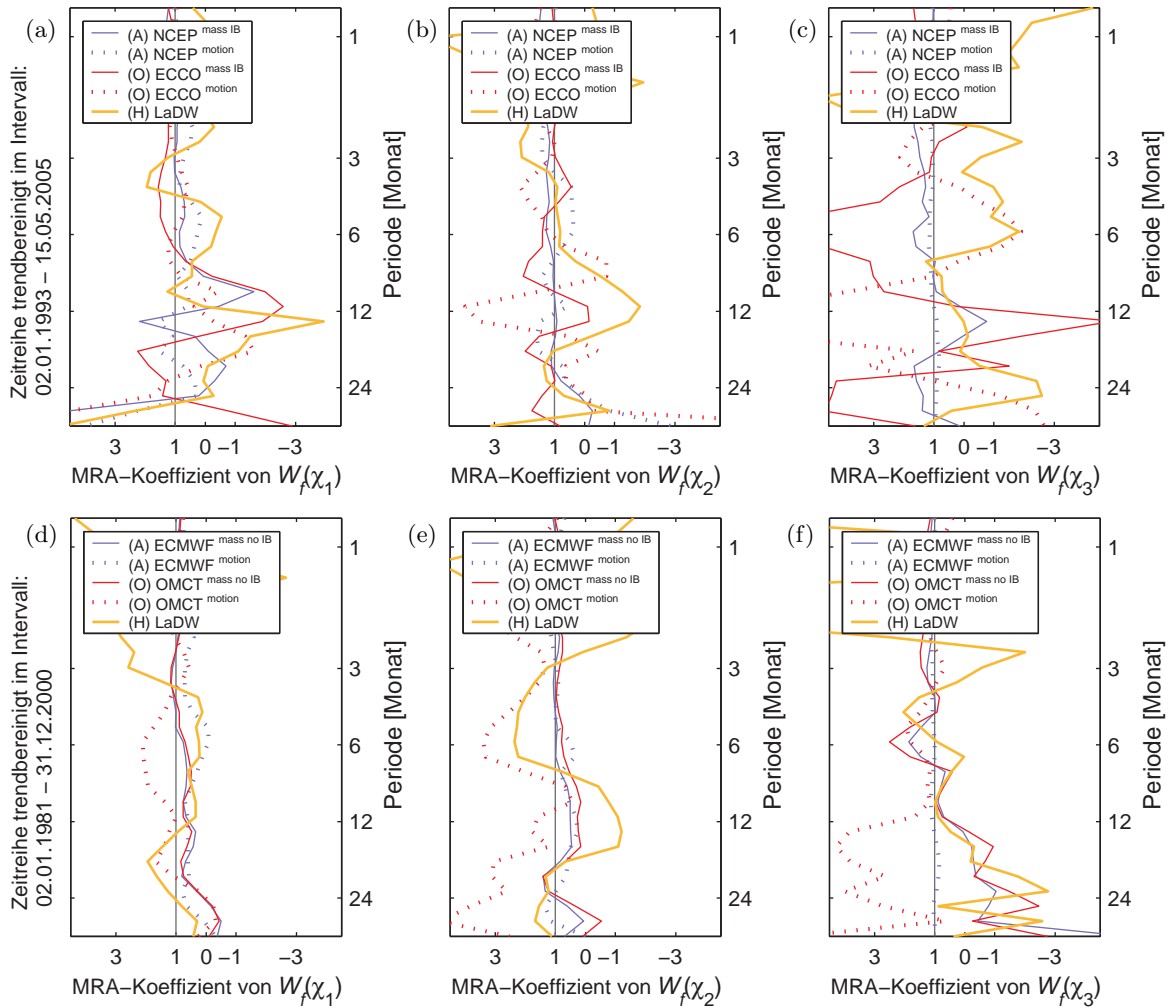 Zeitreihe trendbereinigt im Intervall:
02.01.1993 − 15.05.2005
(a)
(A) NCEP mass IB
(A) NCEP motion
(O) ECCO mass IB
(O) ECCO motion
(H) LaDW
1
3
6
12
24
Periode [Monat]
3 1 0 −1 −3
MRA−Koeffizient von Wf(χ1)
(b)
(A) NCEP mass IB
(A) NCEP motion
(O) ECCO mass IB
(O) ECCO motion
(H) LaDW
1
3
6
12
24
Periode [Monat]
3 1 0 −1 −3
MRA−Koeffizient von Wf(χ2)
(c)
(A) NCEP mass IB
(A) NCEP motion
(O) ECCO mass IB
(O) ECCO motion
(H) LaDW
1
3
6
12
24
3 1 0 −1 −3
MRA−Koeffizient von Wf(χ3)
Zeitreihe trendbereinigt im Intervall:
02.01.1981 − 31.12.2000
(d)
(A) ECMWF mass no IB
(A) ECMWF motion
(O) OMCT mass no IB
(O) OMCT motion
(H) LaDW
1
3
6
12
24
Periode [Monat]
3 1 0 −1 −3
MRA−Koeffizient von Wf(χ1)
(e)
(A) ECMWF mass no IB
(A) ECMWF motion
(O) OMCT mass no IB
(O) OMCT motion
(H) LaDW
1
3
6
12
24
Periode [Monat]
3 1 0 −1 −3
MRA−Koeffizient von Wf(χ2)
(f)
(A) ECMWF mass no IB
(A) ECMWF motion
(O) OMCT mass no IB
(O) OMCT motion
(H) LaDW
1
3
6
12
24
3 1 0 −1 −3
MRA−Koeffizient von Wf(χ3)